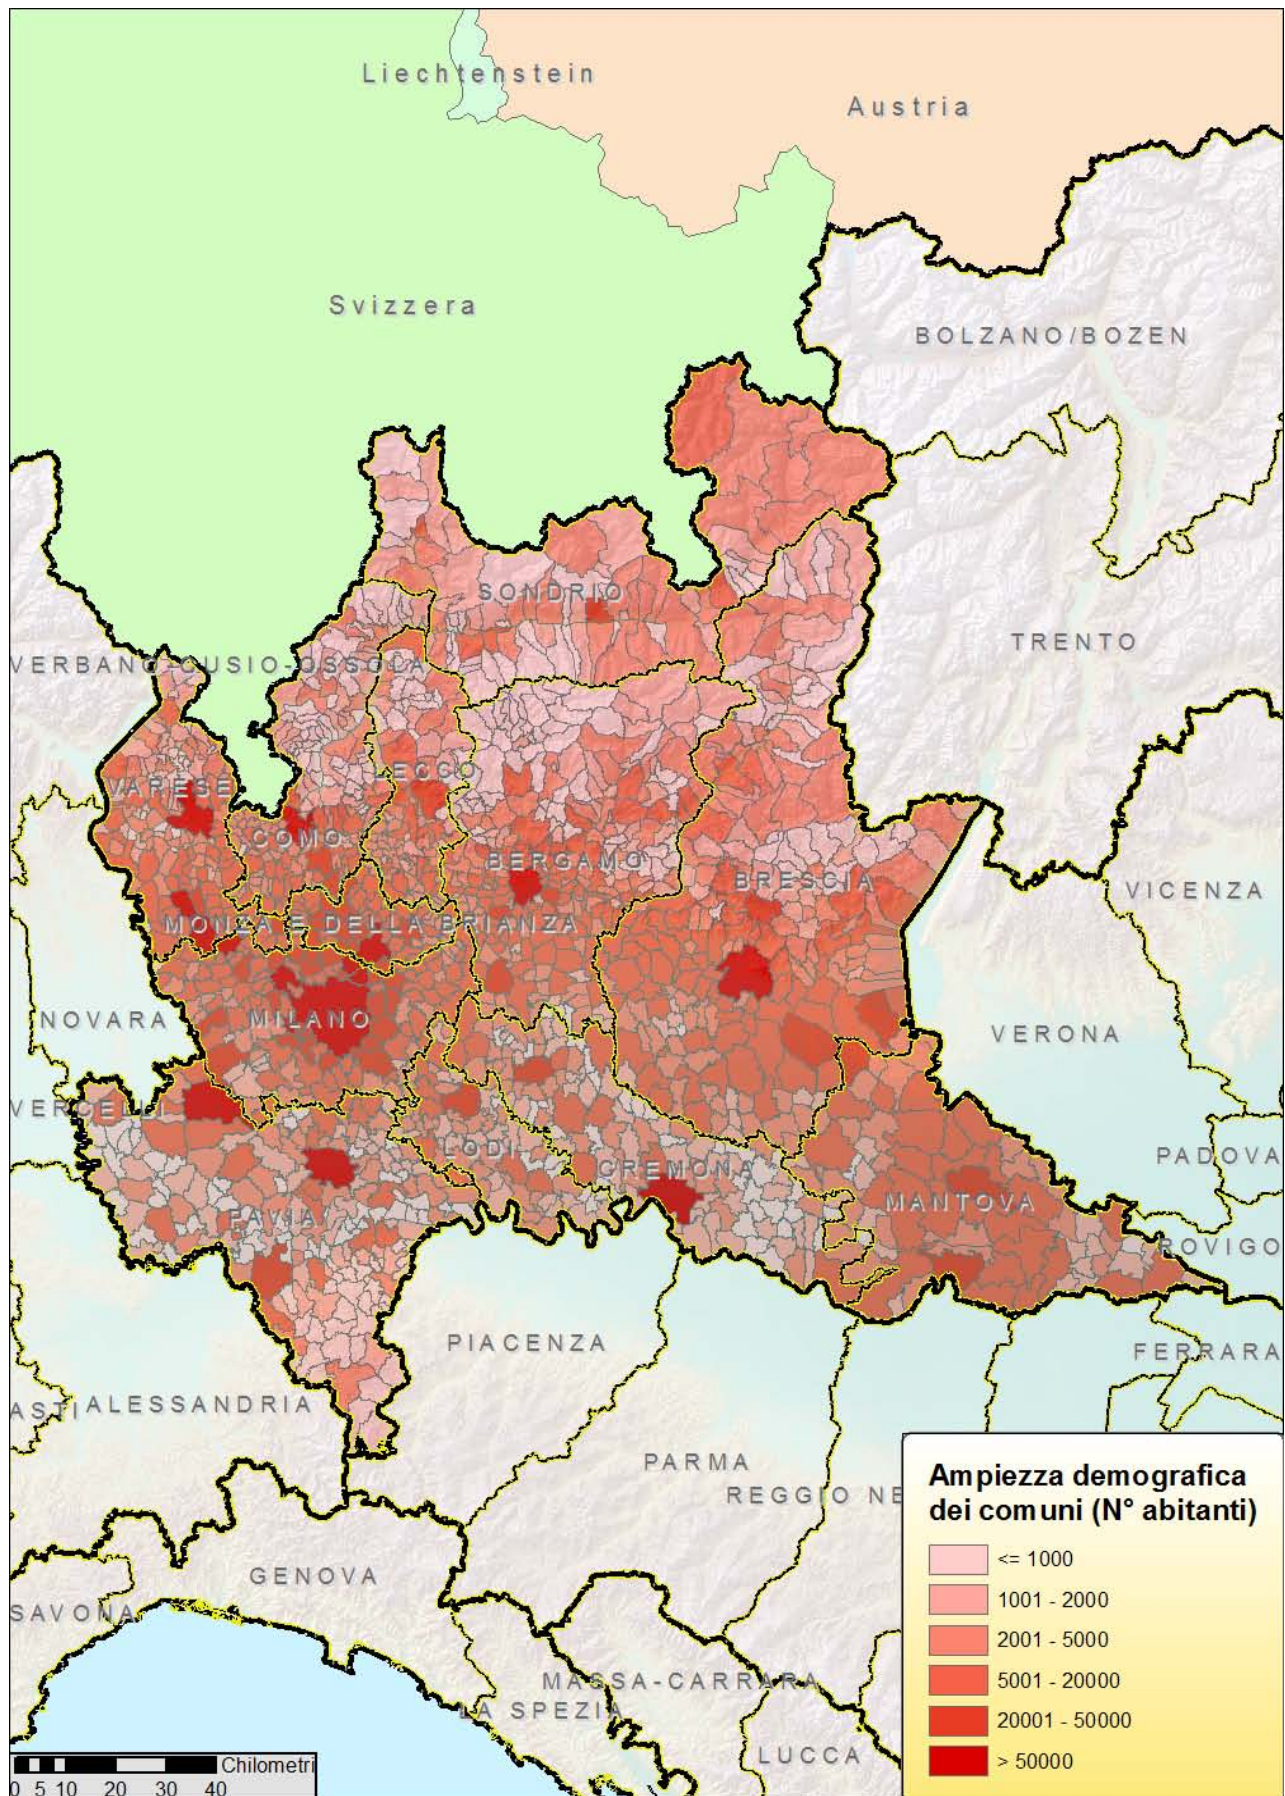 Liechtenstein
Austria
Svizzera
BOLZANO/BOZEN
SONDRIO
TRENTO
VERBANO-CUSIO-OSSOLA
LECCO
VARESE
COMO
BERGAMO
BRESCIA
VICENZA
MONZA E DELLA BRIANZA
NOVARA
MILANO
VERONA
VERCELLI
LODI
CREMONA
PADOVA
PAVIA
MANTOVA
ROVIGO
PIACENZA
FERRARA
ASTI
ALESSANDRIA
PARMA
REGGIO NE
GENOVA
SAVONA
MASSA-CARRARA
LA SPEZIA
LUCCA
Ampiezza demografica
dei comuni (N° abitanti)
<= 1000
1001 - 2000
2001 - 5000
5001 - 20000
20001 - 50000
> 50000
Chilometri
0 5 10 20 30 40